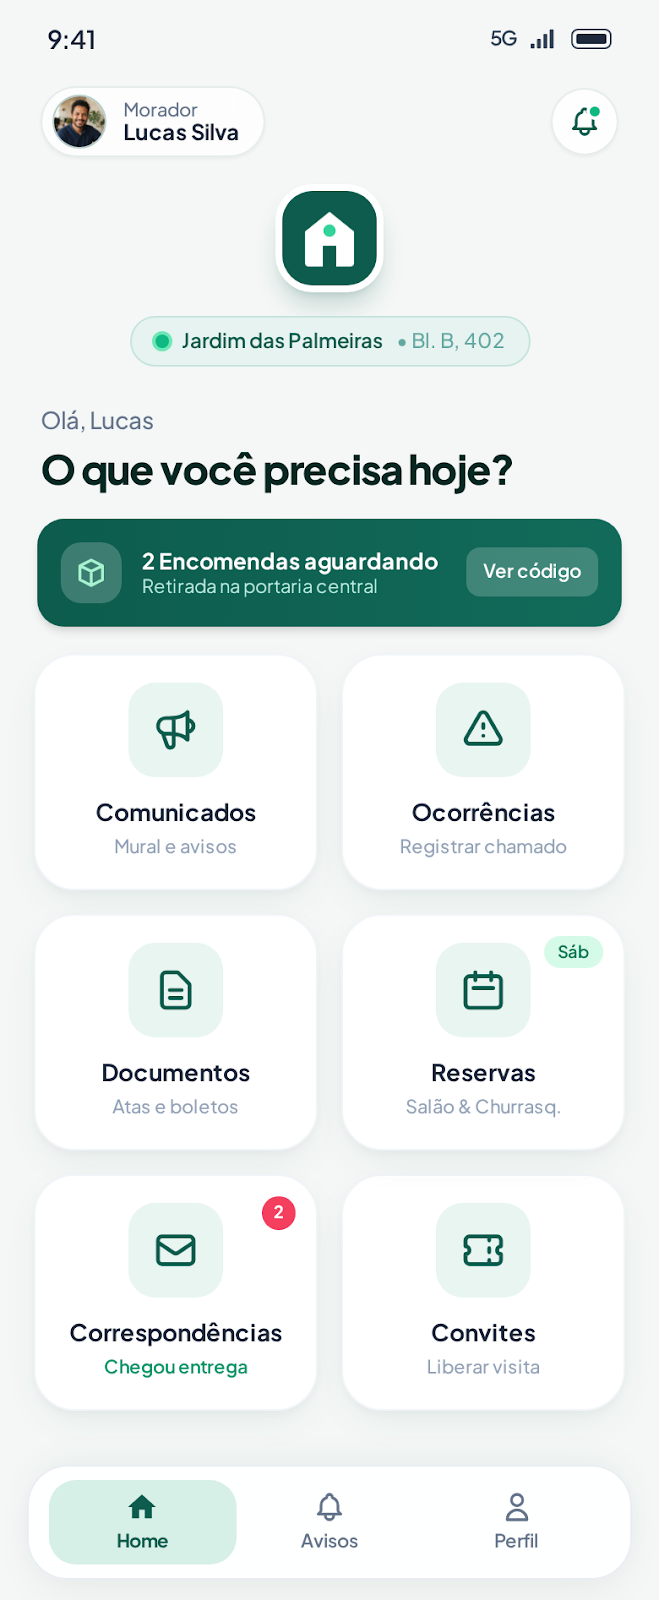 9:41
5G
Morador
Lucas Silva
Jardim das Palmeiras • Bl. B, 402
Olá, Lucas
O que você precisa hoje?
2 Encomendas aguardando
Retirada na portaria central
Ver código
Comunicados
Mural e avisos
Ocorrências
Registrar chamado
Documentos
Atas e boletos
Sáb
Reservas
Salão & Churrasq.
2
Correspondências
Chegou entrega
Convites
Liberar visita
Home
Avisos
Perfil